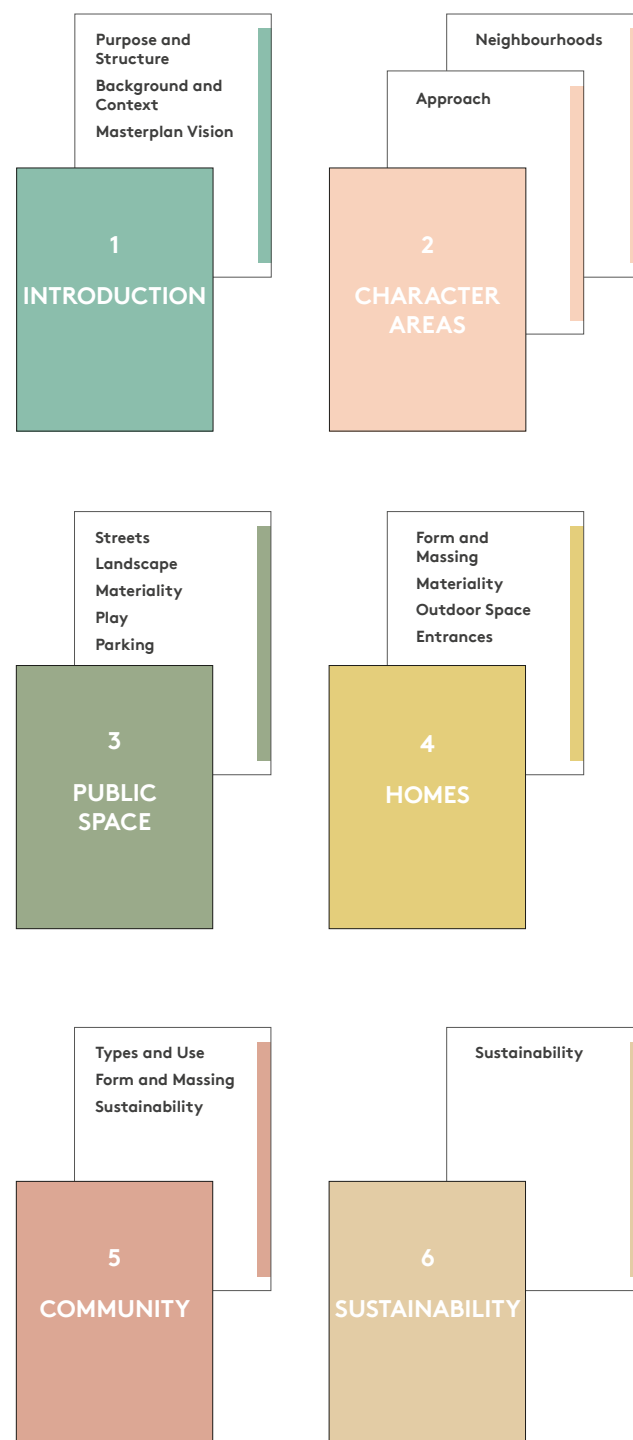 Purpose and
Structure
Background and
Context
Masterplan Vision
1
INTRODUCTION
Neighbourhoods
Approach
2
CHARACTER
AREAS
Streets
Landscape
Materiality
Play
Parking
3
PUBLIC
SPACE
Form and
Massing
Materiality
Outdoor Space
Entrances
4
HOMES
Types and Use
Form and Massing
Sustainability
5
COMMUNITY
Sustainability
6
SUSTAINABILITY